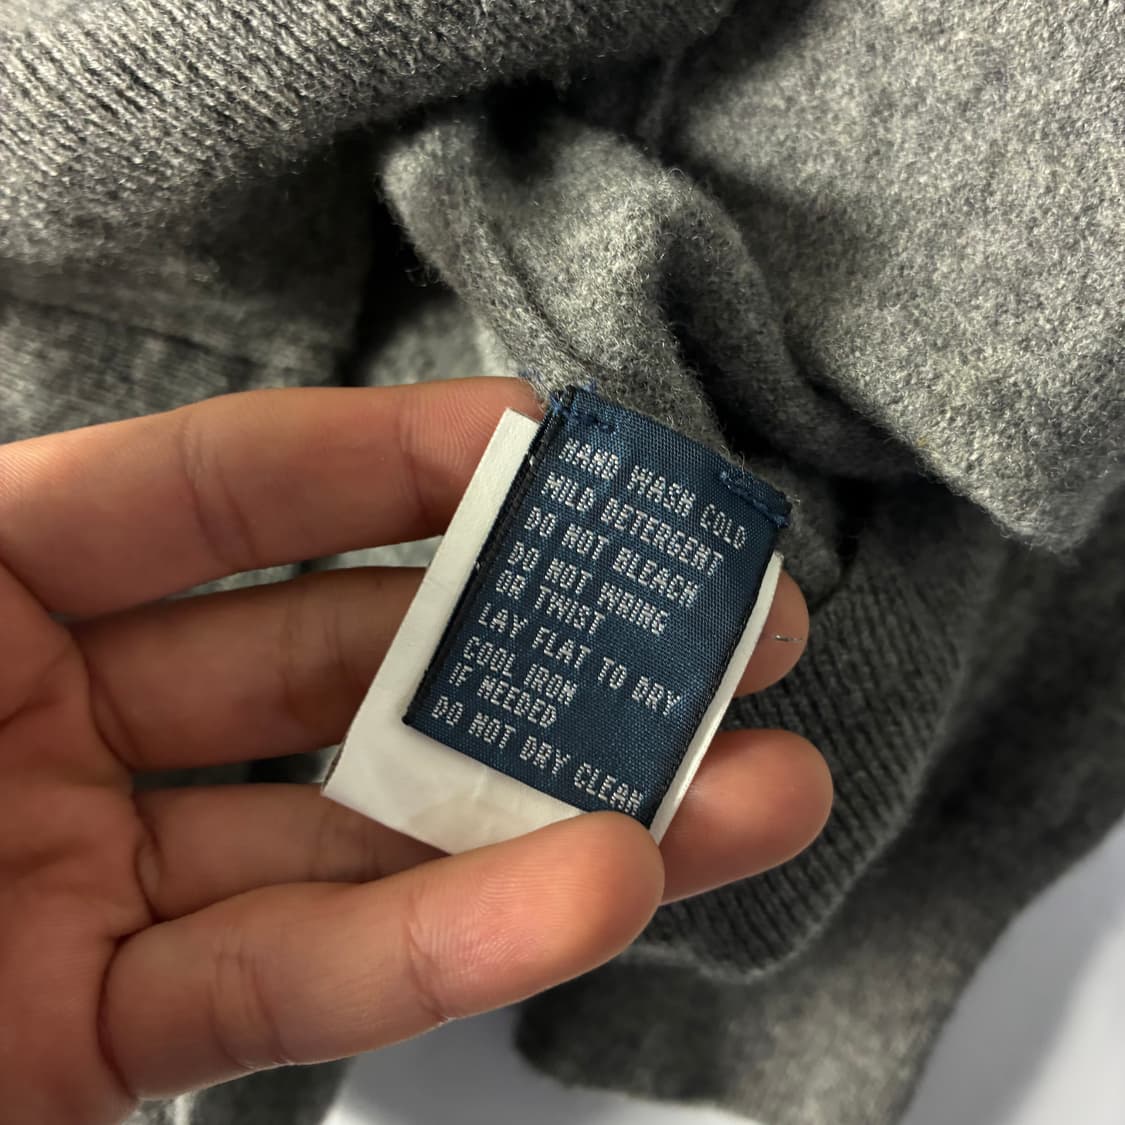 HAND WASH COLD
MILD DETERGENT
DO NOT BLEACH
DO NOT WRING
OR TWIST
LAY FLAT TO DRY
COOL IRON
IF NEEDED
DO NOT DRY CLEAN